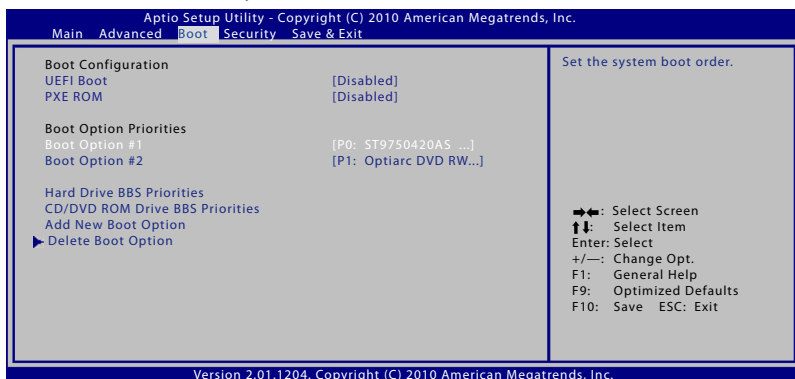 Aptio Setup Utility - Copyright (C) 2010 American Megatrends, Inc.
Main Advanced Boot Security Save & Exit
Boot Configuration
UEFI Boot [Disabled]
PXE ROM [Disabled]
Boot Option Priorities
Boot Option #1 [P0: ST9750420AS ...]
Boot Option #2 [P1: Optiarc DVD RW...]
Hard Drive BBS Priorities
CD/DVD ROM Drive BBS Priorities
Add New Boot Option
Delete Boot Option
Set the system boot order.
→←: Select Screen
↑↓: Select Item
Enter: Select
+/—: Change Opt.
F1: General Help
F9: Optimized Defaults
F10: Save ESC: Exit
Version 2.01.1204. Copyright (C) 2010 American Megatrends, Inc.